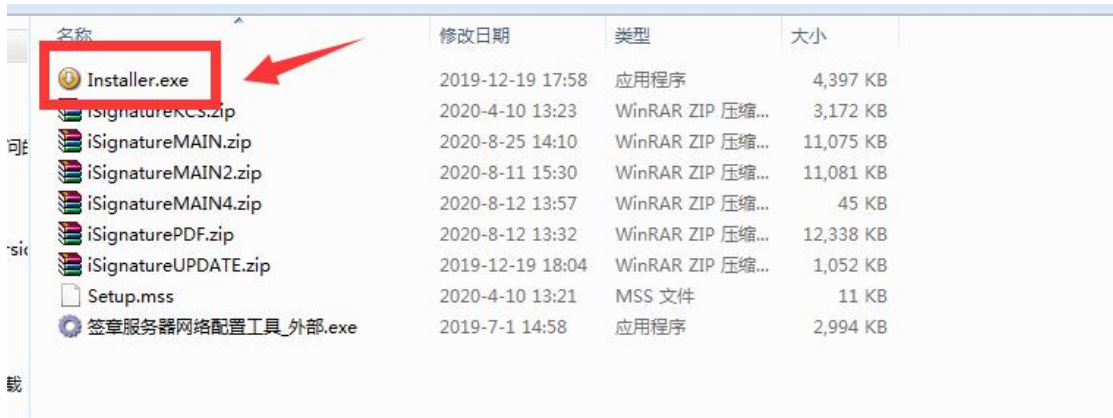 名称 修改日期 类型 大小
Installer.exe 2019-12-19 17:58 应用程序 4,397 KB
iSignatureKCS.zip 2020-4-10 13:23 WinRAR ZIP 压缩... 3,172 KB
iSignatureMAIN.zip 2020-8-25 14:10 WinRAR ZIP 压缩... 11,075 KB
iSignatureMAIN2.zip 2020-8-11 15:30 WinRAR ZIP 压缩... 11,081 KB
iSignatureMAIN4.zip 2020-8-12 13:57 WinRAR ZIP 压缩... 45 KB
iSignaturePDF.zip 2020-8-12 13:32 WinRAR ZIP 压缩... 12,338 KB
iSignatureUPDATE.zip 2019-12-19 18:04 WinRAR ZIP 压缩... 1,052 KB
Setup.mss 2020-4-10 13:21 MSS 文件 11 KB
签章服务器网络配置工具_外部.exe 2019-7-1 14:58 应用程序 2,994 KB
载